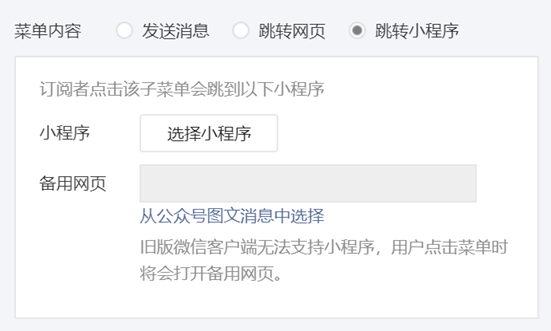 菜单内容 发送消息 跳转网页 跳转小程序
订阅者点击该子菜单会跳到以下小程序
小程序 选择小程序
备用网页
从公众号图文消息中选择
旧版微信客户端无法支持小程序，用户点击菜单时
将会打开备用网页。